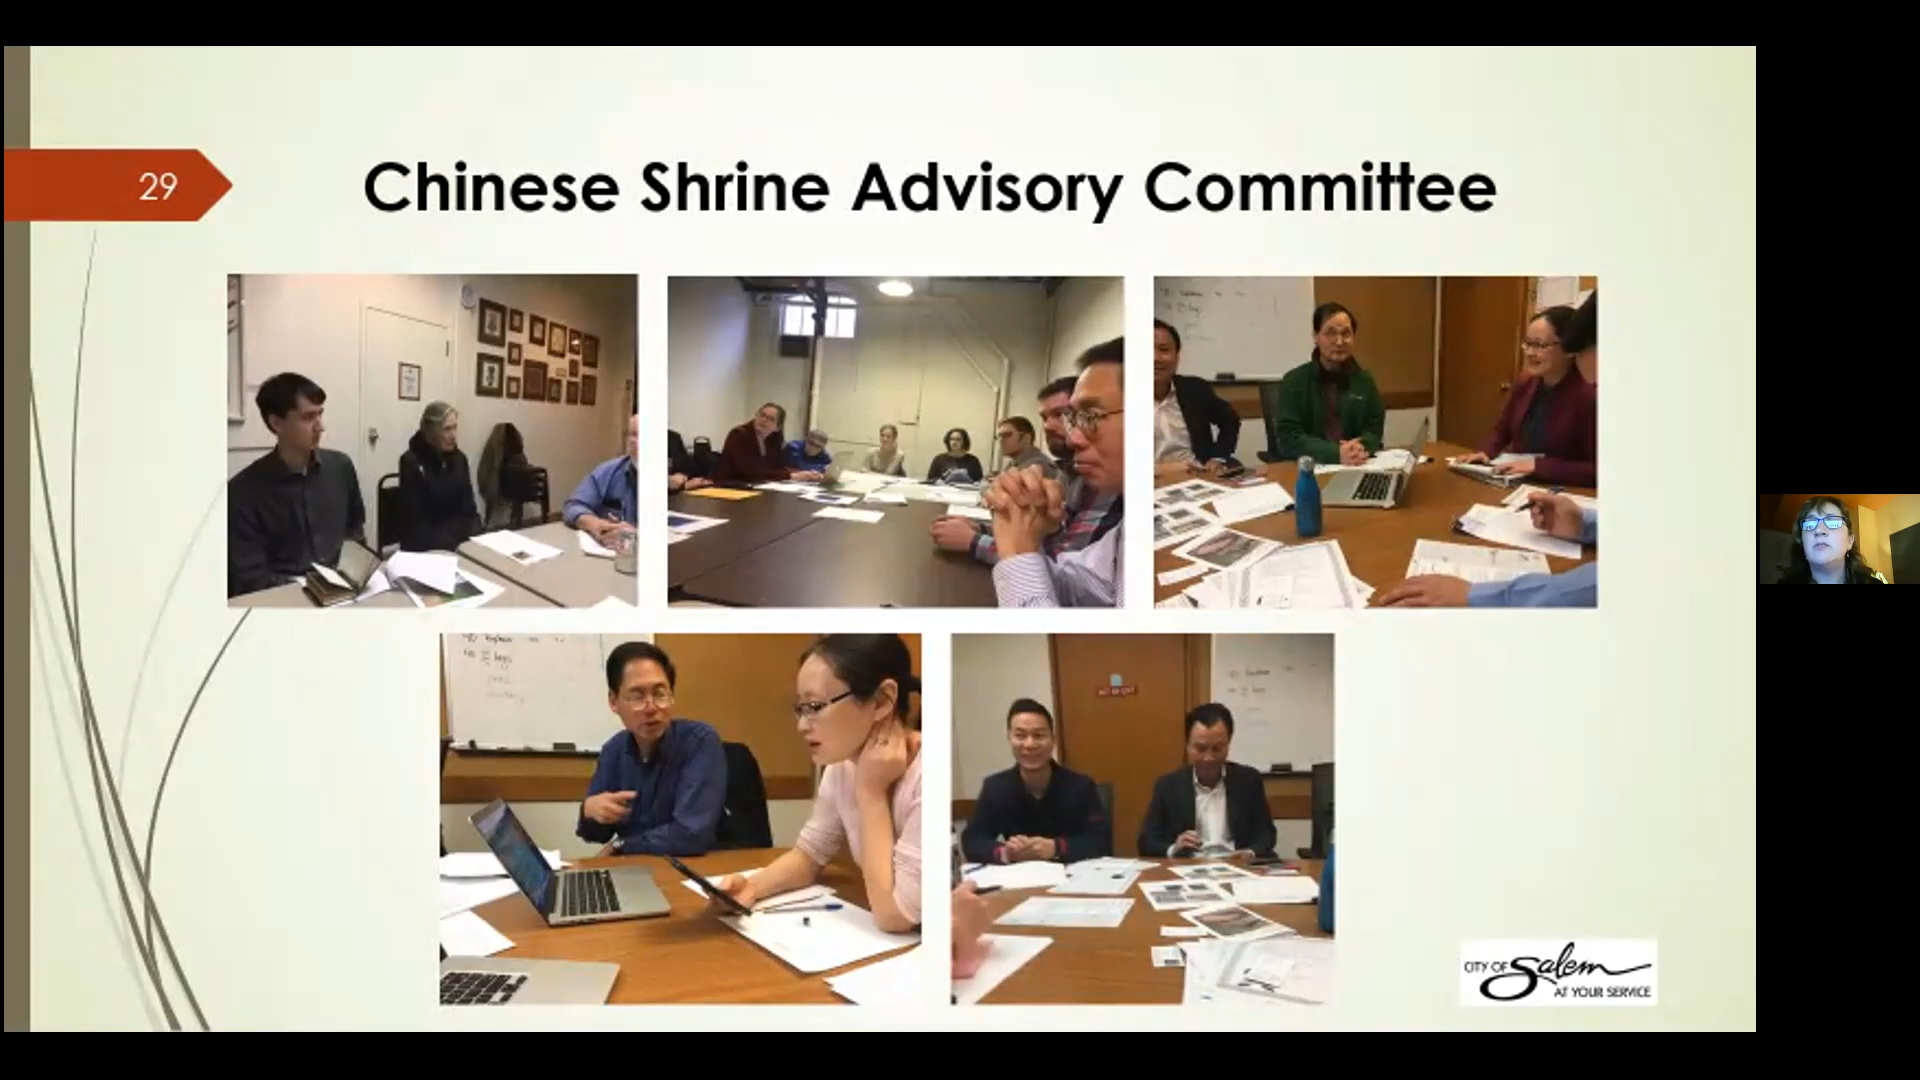 29
Chinese Shrine Advisory Committee
CITY OF Salem
AT YOUR SERVICE